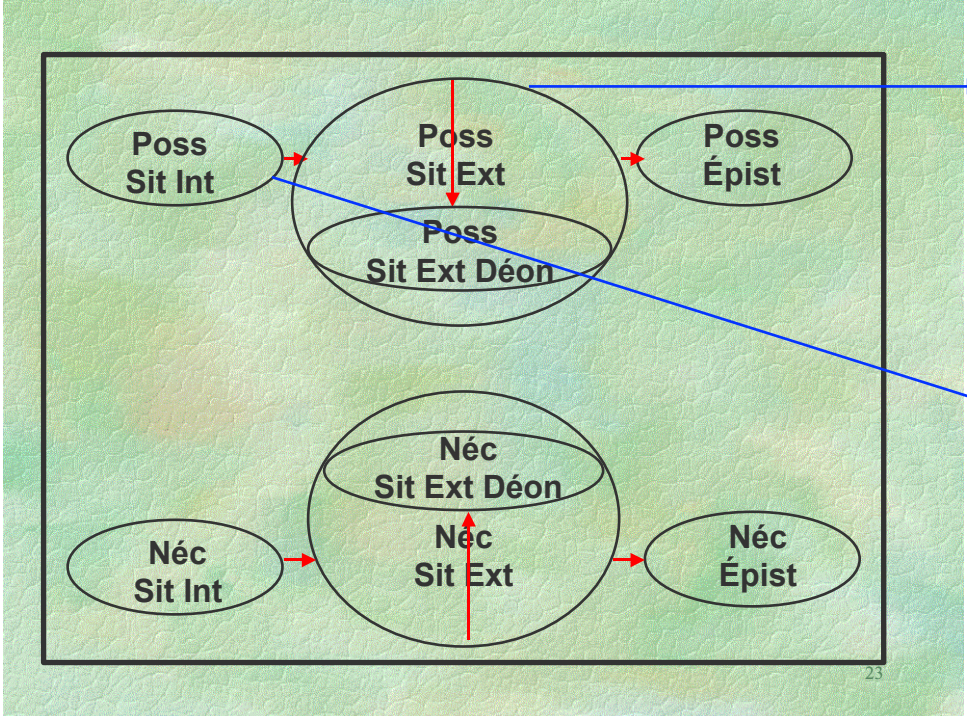 Poss
Sit Int
Poss
Sit Ext
Poss
Épist
Poss
Sit Ext Déon
Néc
Sit Ext Déon
Néc
Sit Int
Néc
Sit Ext
Néc
Épist
23